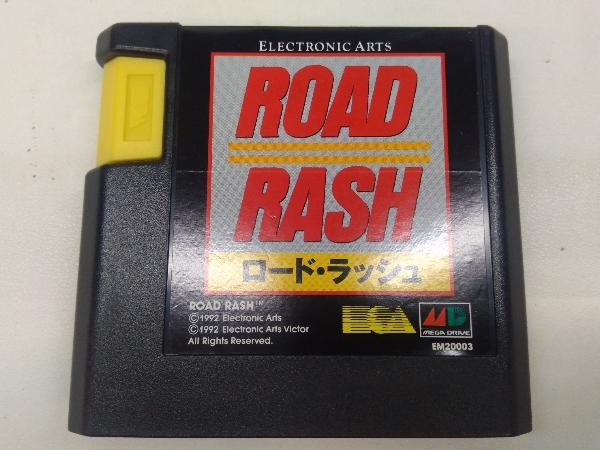 ELECTRONIC ARTS
ROAD
RASH
ロード・ラッシュ
ROAD RASH™
©1992 Electronic Arts
©1992 Electronic Arts Victor
All Rights Reserved.
EA
MD
MEGA DRIVE
EM20003